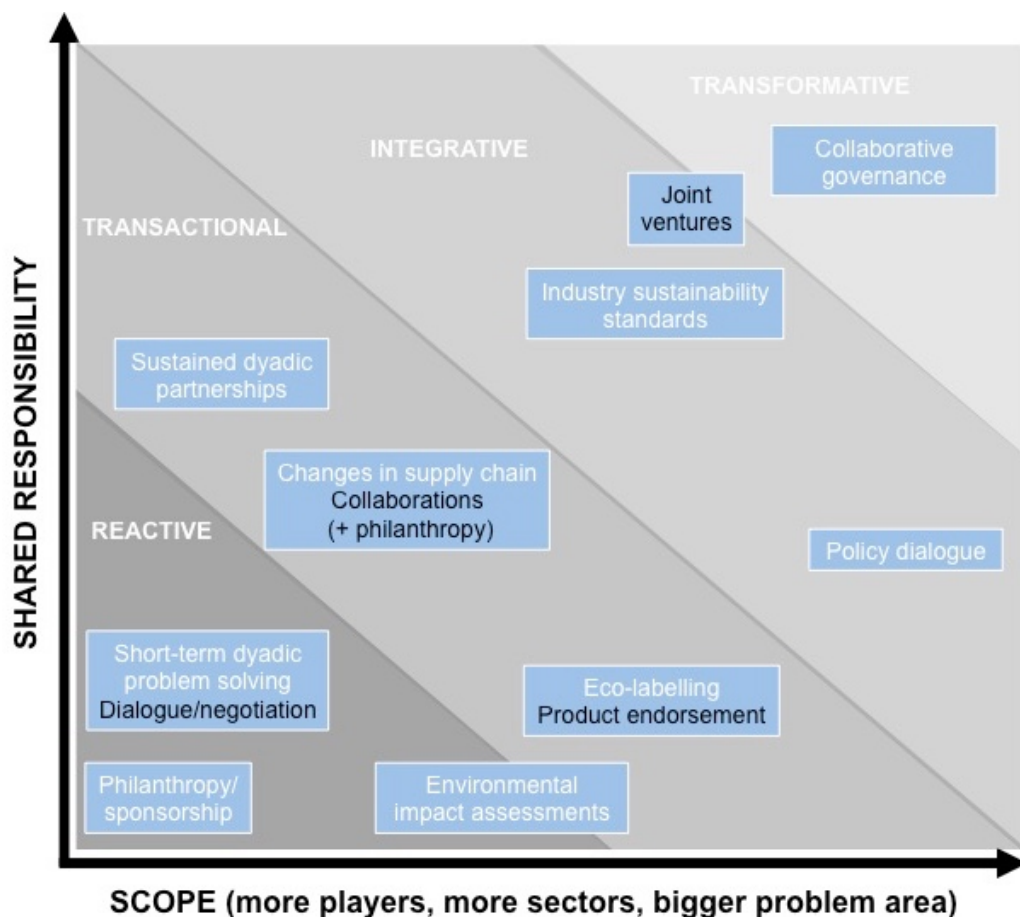 TRANSFORMATIVE
Collaborative
governance
INTEGRATIVE
Joint
ventures
TRANSACTIONAL
Industry sustainability
standards
Sustained dyadic
partnerships
Changes in supply chain
Collaborations
(+ philanthropy)
REACTIVE
Policy dialogue
Short-term dyadic
problem solving
Dialogue/negotiation
Eco-labelling
Product endorsement
Philanthropy/
sponsorship
Environmental
impact assessments
SHARED RESPONSIBILITY
SCOPE (more players, more sectors, bigger problem area)